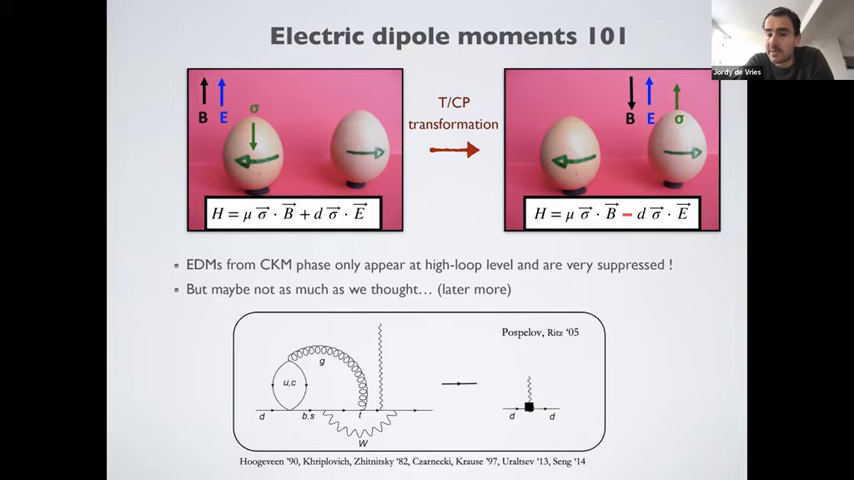 Electric dipole moments 101
Jordy de Vries
B E σ
T/CP
transformation
B E σ
H = μ σ⃗ · B⃗ + d σ⃗ · E⃗
H = μ σ⃗ · B⃗ − d σ⃗ · E⃗
• EDMs from CKM phase only appear at high-loop level and are very suppressed !
• But maybe not as much as we thought… (later more)
Pospelov, Ritz '05
g
u,c
d b,s t
W
d d
Hoogeveen '90, Khriplovich, Zhitnitsky '82, Czarnecki, Krause '97, Uraltsev '13, Seng '14